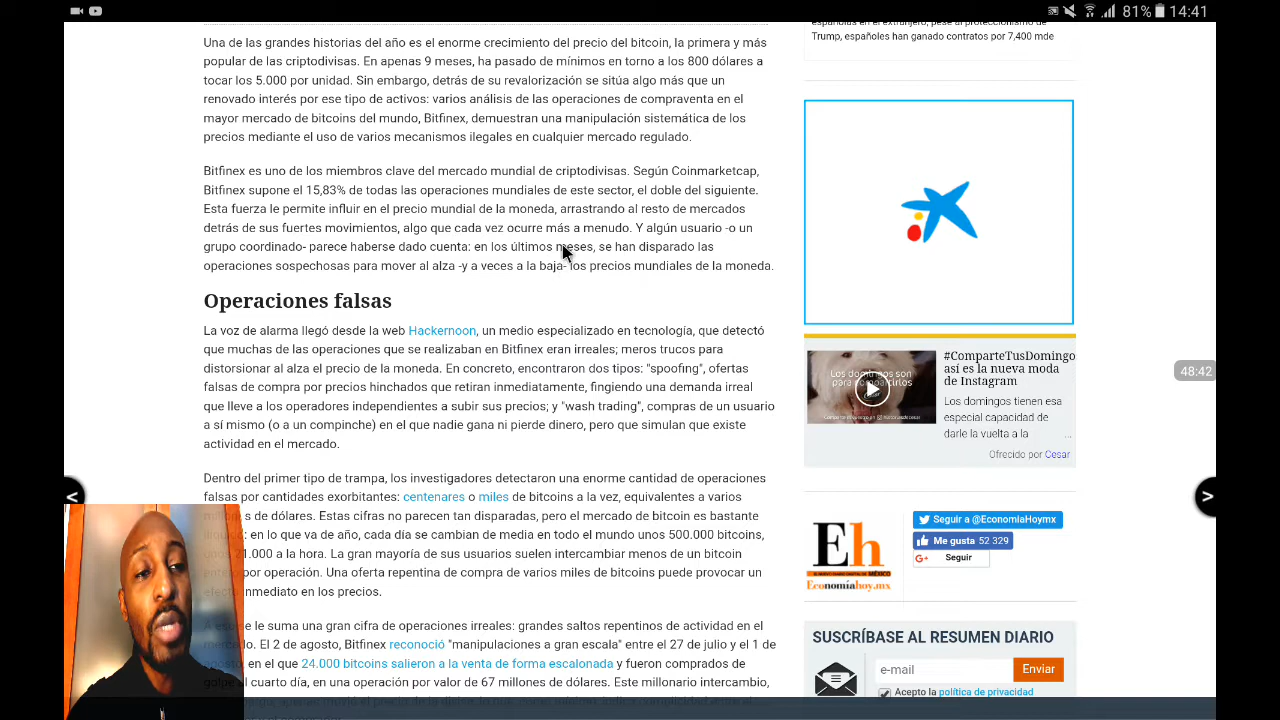 81% 14:41
Trump, españoles han ganado contratos por 7,400 mde
Una de las grandes historias del año es el enorme crecimiento del precio del bitcoin, la primera y más
popular de las criptodivisas. En apenas 9 meses, ha pasado de mínimos en torno a los 800 dólares a
tocar los 5.000 por unidad. Sin embargo, detrás de su revalorización se sitúa algo más que un
renovado interés por ese tipo de activos: varios análisis de las operaciones de compraventa en el
mayor mercado de bitcoins del mundo, Bitfinex, demuestran una manipulación sistemática de los
precios mediante el uso de varios mecanismos ilegales en cualquier mercado regulado.
Bitfinex es uno de los miembros clave del mercado mundial de criptodivisas. Según Coinmarketcap,
Bitfinex supone el 15,83% de todas las operaciones mundiales de este sector, el doble del siguiente.
Esta fuerza le permite influir en el precio mundial de la moneda, arrastrando al resto de mercados
detrás de sus fuertes movimientos, algo que cada vez ocurre más a menudo. Y algún usuario -o un
grupo coordinado- parece haberse dado cuenta: en los últimos meses, se han disparado las
operaciones sospechosas para mover al alza -y a veces a la baja- los precios mundiales de la moneda.
Operaciones falsas
La voz de alarma llegó desde la web Hackernoon, un medio especializado en tecnología, que detectó
que muchas de las operaciones que se realizaban en Bitfinex eran irreales; meros trucos para
distorsionar al alza el precio de la moneda. En concreto, encontraron dos tipos: "spoofing", ofertas
falsas de compra por precios hinchados que retiran inmediatamente, fingiendo una demanda irreal
que lleve a los operadores independientes a subir sus precios; y "wash trading", compras de un usuario
a sí mismo (o a un compinche) en el que nadie gana ni pierde dinero, pero que simulan que existe
actividad en el mercado.
Dentro del primer tipo de trampa, los investigadores detectaron una enorme cantidad de operaciones
falsas por cantidades exorbitantes: centenares o miles de bitcoins a la vez, equivalentes a varios
s de dólares. Estas cifras no parecen tan disparadas, pero el mercado de bitcoin es bastante
: en lo que va de año, cada día se cambian de media en todo el mundo unos 500.000 bitcoins,
21.000 a la hora. La gran mayoría de sus usuarios suelen intercambiar menos de un bitcoin
por operación. Una oferta repentina de compra de varios miles de bitcoins puede provocar un
inmediato en los precios.
le suma una gran cifra de operaciones irreales: grandes saltos repentinos de actividad en el
El 2 de agosto, Bitfinex reconoció "manipulaciones a gran escala" entre el 27 de julio y el 1 de
en el que 24.000 bitcoins salieron a la venta de forma escalonada y fueron comprados de
el cuarto día, en una operación por valor de 67 millones de dólares. Este millonario intercambio,
Los domingos son
para compartirlos
#ComparteTusDomingo
así es la nueva moda
de Instagram
Los domingos tienen esa
especial capacidad de
darle la vuelta a la ...
Ofrecido por Cesar
48:42
< >
Eh
Economíahoy.mx
Seguir a @EconomiaHoymx
Me gusta 52 329
G+ Seguir
SUSCRÍBASE AL RESUMEN DIARIO
e-mail Enviar
Acepto la política de privacidad